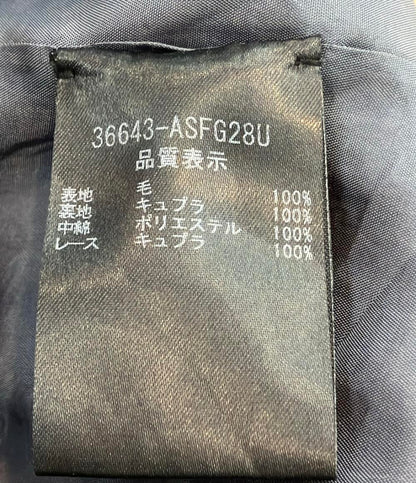 36643-ASFG28U
品質表示
表地 毛 100%
裏地 キュプラ 100%
中綿 ポリエステル 100%
レース キュプラ 100%